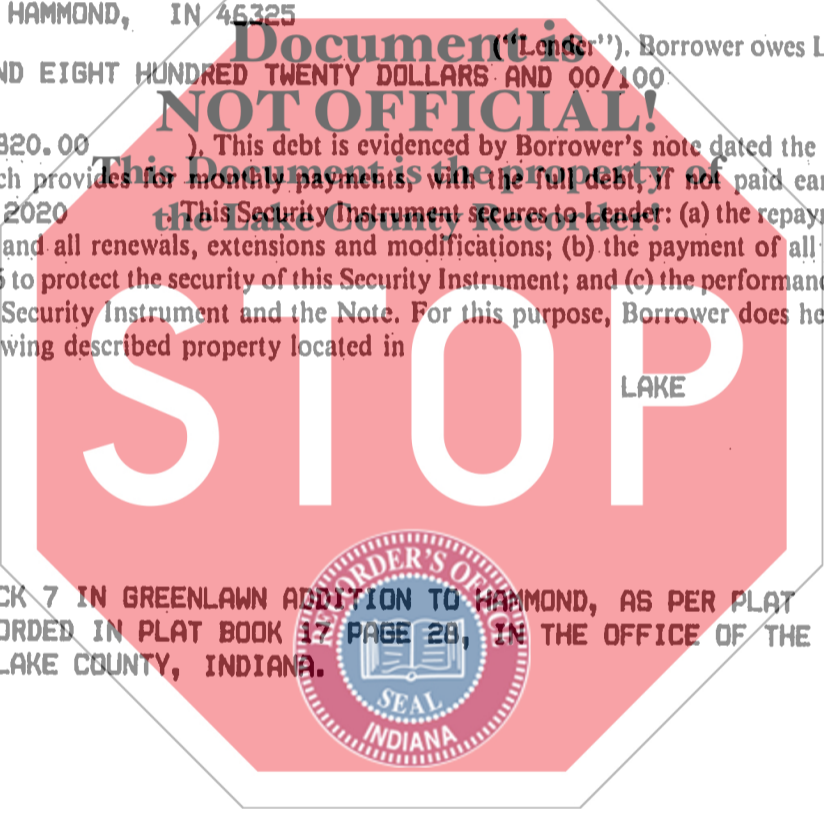 HAMMOND, IN 46325
Document is
("Lender"). Borrower owes L
ND EIGHT HUNDRED TWENTY DOLLARS AND 00/100
NOT OFFICIAL!
820.00 ). This debt is evidenced by Borrower's note dated the
This Document is the property of
ch provides for monthly payments, with the full debt, if not paid ear
the Lake County Recorder!
2020 This Security Instrument secures to Lender: (a) the repay
and all renewals, extensions and modifications; (b) the payment of all
to protect the security of this Security Instrument; and (c) the performanc
Security Instrument and the Note. For this purpose, Borrower does he
wing described property located in
LAKE
STOP
RECORDER'S OFFICE
CK 7 IN GREENLAWN ADDITION TO HAMMOND, AS PER PLAT
ORDED IN PLAT BOOK PAGE 28, IN THE OFFICE OF THE
LAKE COUNTY, INDIANA.
SEAL
INDIANA